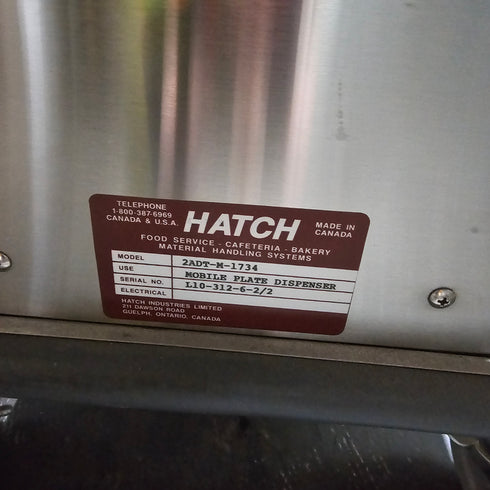 TELEPHONE
1-800-387-6969
CANADA & U.S.A.
HATCH
MADE IN
CANADA
FOOD SERVICE - CAFETERIA - BAKERY
MATERIAL HANDLING SYSTEMS
MODEL 2ADT-M-1734
USE MOBILE PLATE DISPENSER
SERIAL NO. L10-312-6-2/2
ELECTRICAL
HATCH INDUSTRIES LIMITED
211 DAWSON ROAD
GUELPH, ONTARIO, CANADA